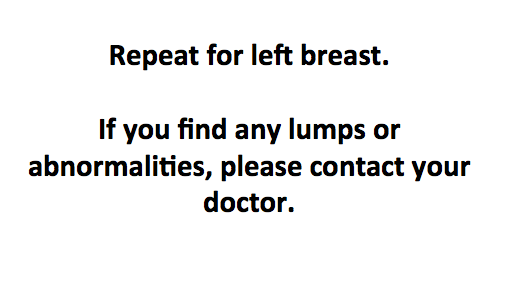 Repeat for left breast.
If you find any lumps or
abnormalities, please contact your
doctor.